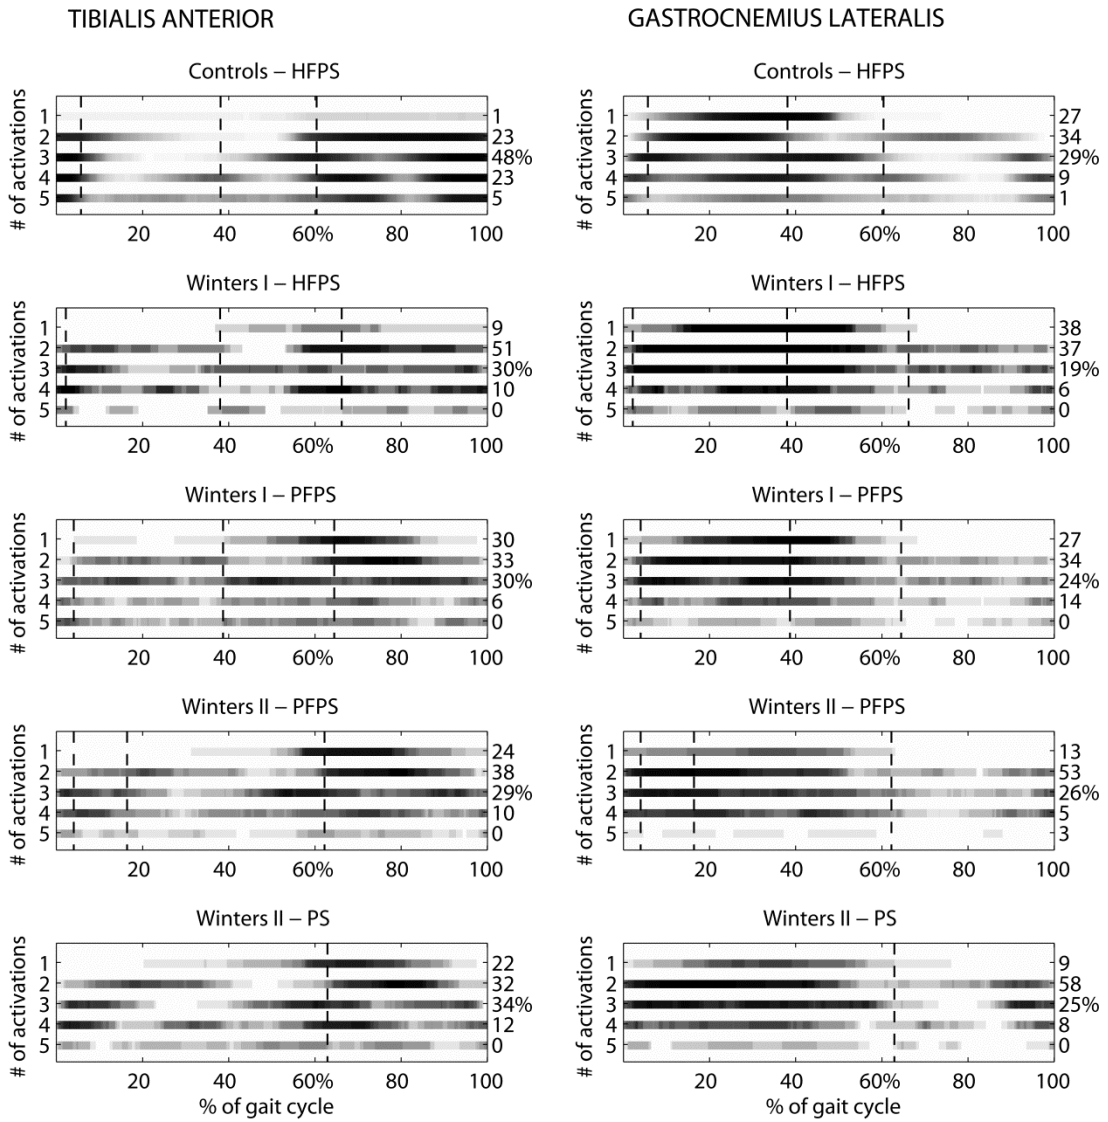 TIBIALIS ANTERIOR
GASTROCNEMIUS LATERALIS
Controls – HFPS
# of activations
1 1
2 23
3 48%
4 23
5 5
20 40 60% 80 100
Controls – HFPS
# of activations
1 27
2 34
3 29%
4 9
5 1
20 40 60% 80 100
Winters I – HFPS
# of activations
1 9
2 51
3 30%
4 10
5 0
20 40 60% 80 100
Winters I – HFPS
# of activations
1 38
2 37
3 19%
4 6
5 0
20 40 60% 80 100
Winters I – PFPS
# of activations
1 30
2 33
3 30%
4 6
5 0
20 40 60% 80 100
Winters I – PFPS
# of activations
1 27
2 34
3 24%
4 14
5 0
20 40 60% 80 100
Winters II – PFPS
# of activations
1 24
2 38
3 29%
4 10
5 0
20 40 60% 80 100
Winters II – PFPS
# of activations
1 13
2 53
3 26%
4 5
5 3
20 40 60% 80 100
Winters II – PS
# of activations
1 22
2 32
3 34%
4 12
5 0
20 40 60% 80 100
% of gait cycle
Winters II – PS
# of activations
1 9
2 58
3 25%
4 8
5 0
20 40 60% 80 100
% of gait cycle